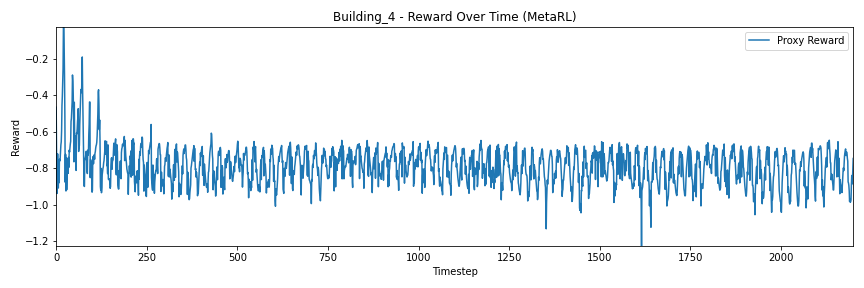 Building_4 - Reward Over Time (MetaRL)
Proxy Reward
Reward
−0.2
−0.4
−0.6
−0.8
−1.0
−1.2
0 250 500 750 1000 1250 1500 1750 2000
Timestep